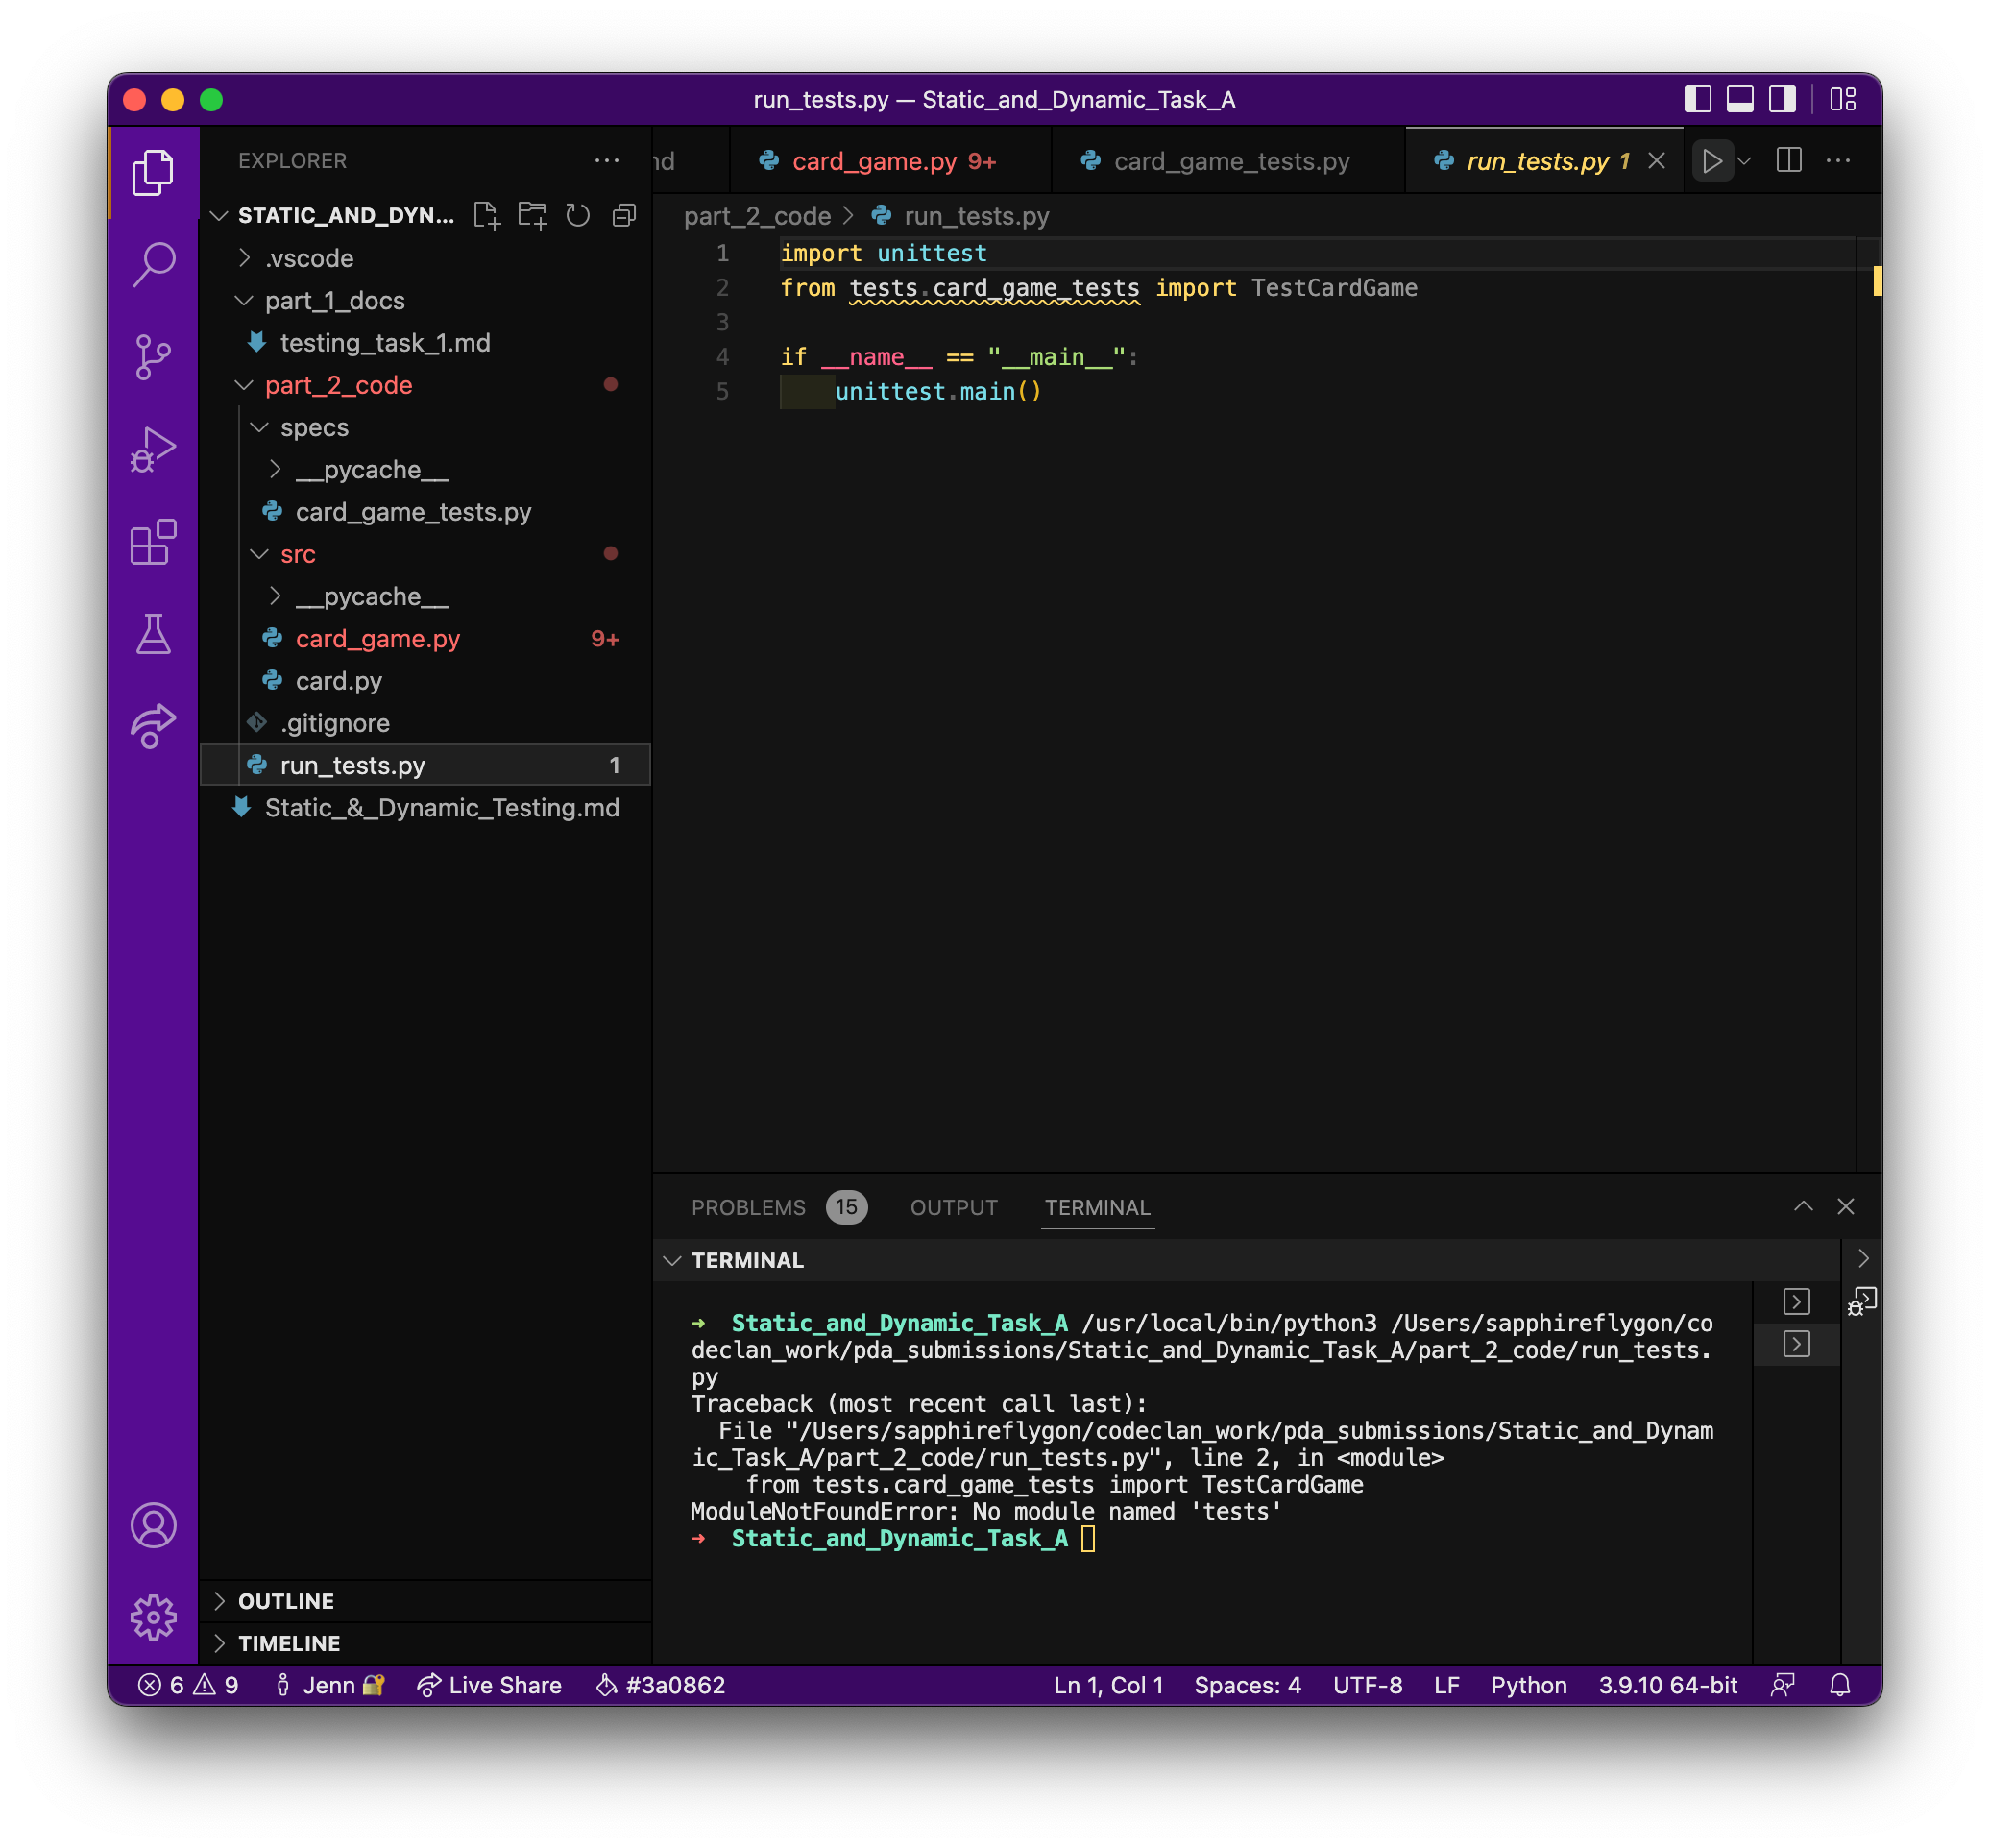 run_tests.py — Static_and_Dynamic_Task_A
EXPLORER
STATIC_AND_DYN...
.vscode
part_1_docs
testing_task_1.md
part_2_code
specs
__pycache__
card_game_tests.py
src
__pycache__
card_game.py 9+
card.py
.gitignore
run_tests.py 1
Static_&_Dynamic_Testing.md
OUTLINE
TIMELINE
card_game.py 9+
card_game_tests.py
run_tests.py 1
part_2_code > run_tests.py
1 import unittest
2 from tests.card_game_tests import TestCardGame
3
4 if __name__ == "__main__":
5 unittest.main()
PROBLEMS 15 OUTPUT TERMINAL
TERMINAL
→ Static_and_Dynamic_Task_A /usr/local/bin/python3 /Users/sapphireflygon/co
declan_work/pda_submissions/Static_and_Dynamic_Task_A/part_2_code/run_tests.
py
Traceback (most recent call last):
File "/Users/sapphireflygon/codeclan_work/pda_submissions/Static_and_Dynam
ic_Task_A/part_2_code/run_tests.py", line 2, in <module>
from tests.card_game_tests import TestCardGame
ModuleNotFoundError: No module named 'tests'
→ Static_and_Dynamic_Task_A
6 9 Jenn🔐 Live Share #3a0862 Ln 1, Col 1 Spaces: 4 UTF-8 LF Python 3.9.10 64-bit